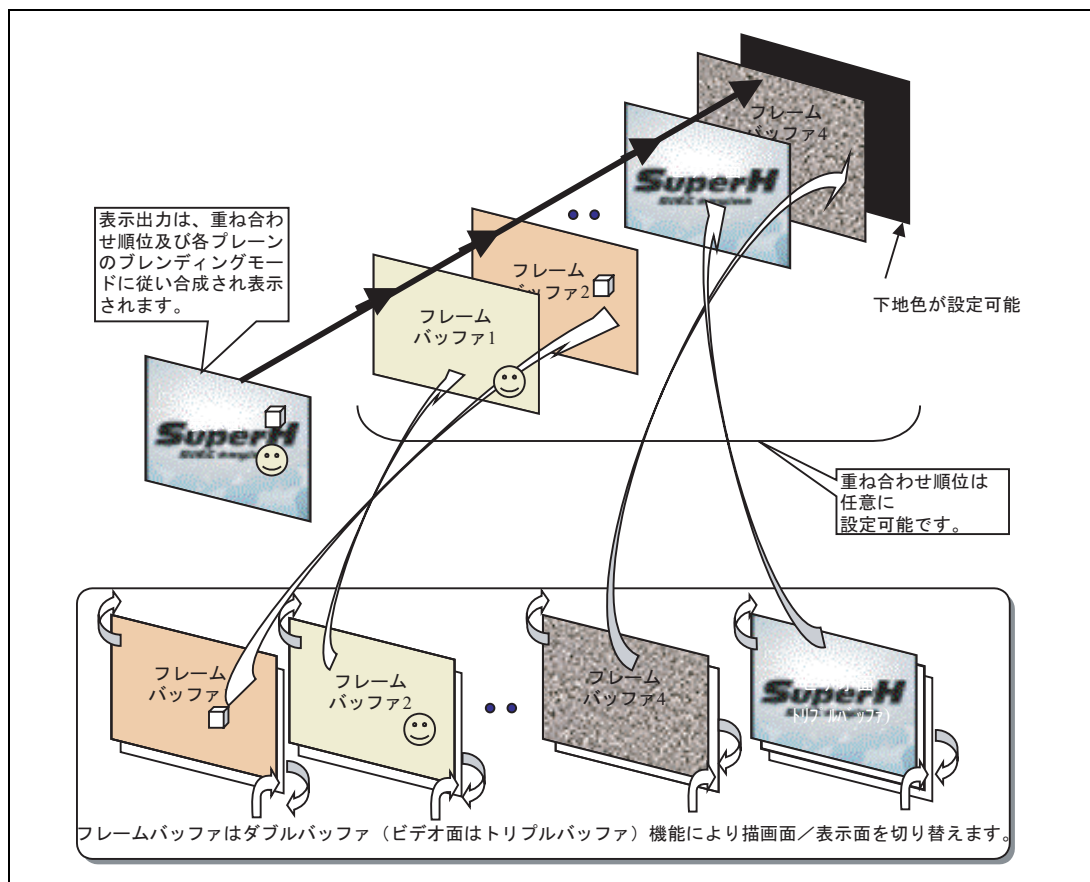 フレーム
バッファ4
SuperH
表示出力は、重ね合わ
せ順位及び各プレーン
のブレンディングモー
ドに従い合成され表示
されます。
フレーム
バッファ2
下地色が設定可能
フレーム
バッファ1
SuperH
重ね合わせ順位は
任意に
設定可能です。
フレーム
バッファ
フレーム
バッファ2
フレーム
バッファ4
SuperH
トリプルバッファ)
フレームバッファはダブルバッファ(ビデオ面はトリプルバッファ)機能により描画面/表示面を切り替えます。